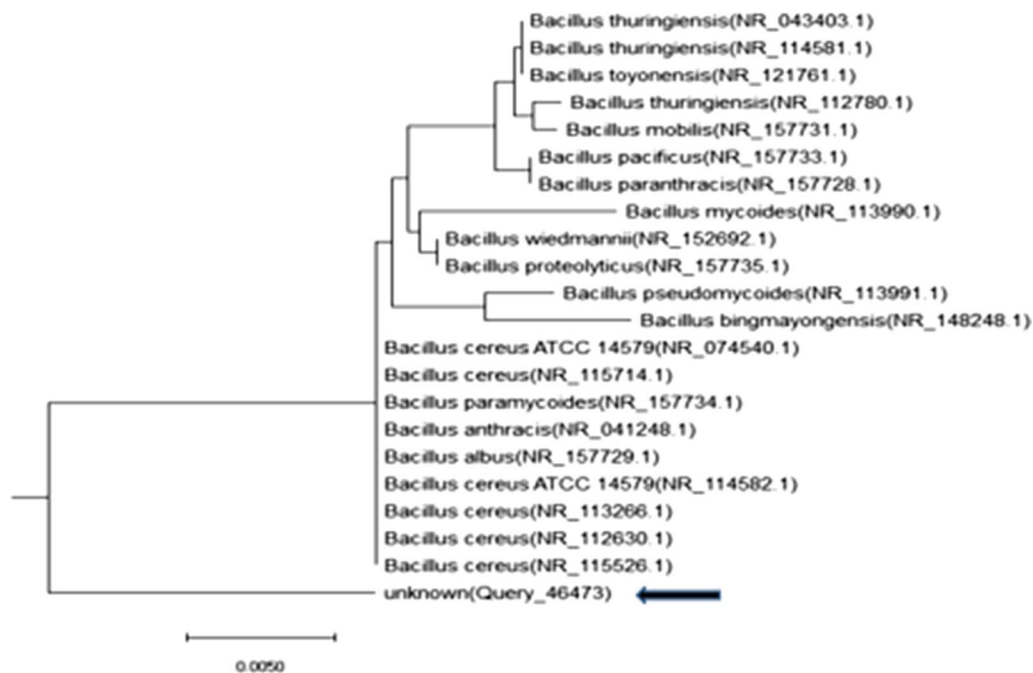 Bacillus thuringiensis(NR_043403.1)
Bacillus thuringiensis(NR_114581.1)
Bacillus toyonensis(NR_121761.1)
Bacillus thuringiensis(NR_112780.1)
Bacillus mobilis(NR_157731.1)
Bacillus pacificus(NR_157733.1)
Bacillus paranthracis(NR_157728.1)
Bacillus mycoides(NR_113990.1)
Bacillus wiedmannii(NR_152692.1)
Bacillus proteolyticus(NR_157735.1)
Bacillus pseudomycoides(NR_113991.1)
Bacillus bingmayongensis(NR_148248.1)
Bacillus cereus ATCC 14579(NR_074540.1)
Bacillus cereus(NR_115714.1)
Bacillus paramycoides(NR_157734.1)
Bacillus anthracis(NR_041248.1)
Bacillus albus(NR_157729.1)
Bacillus cereus ATCC 14579(NR_114582.1)
Bacillus cereus(NR_113266.1)
Bacillus cereus(NR_112630.1)
Bacillus cereus(NR_115526.1)
unknown(Query_46473)
0.0050